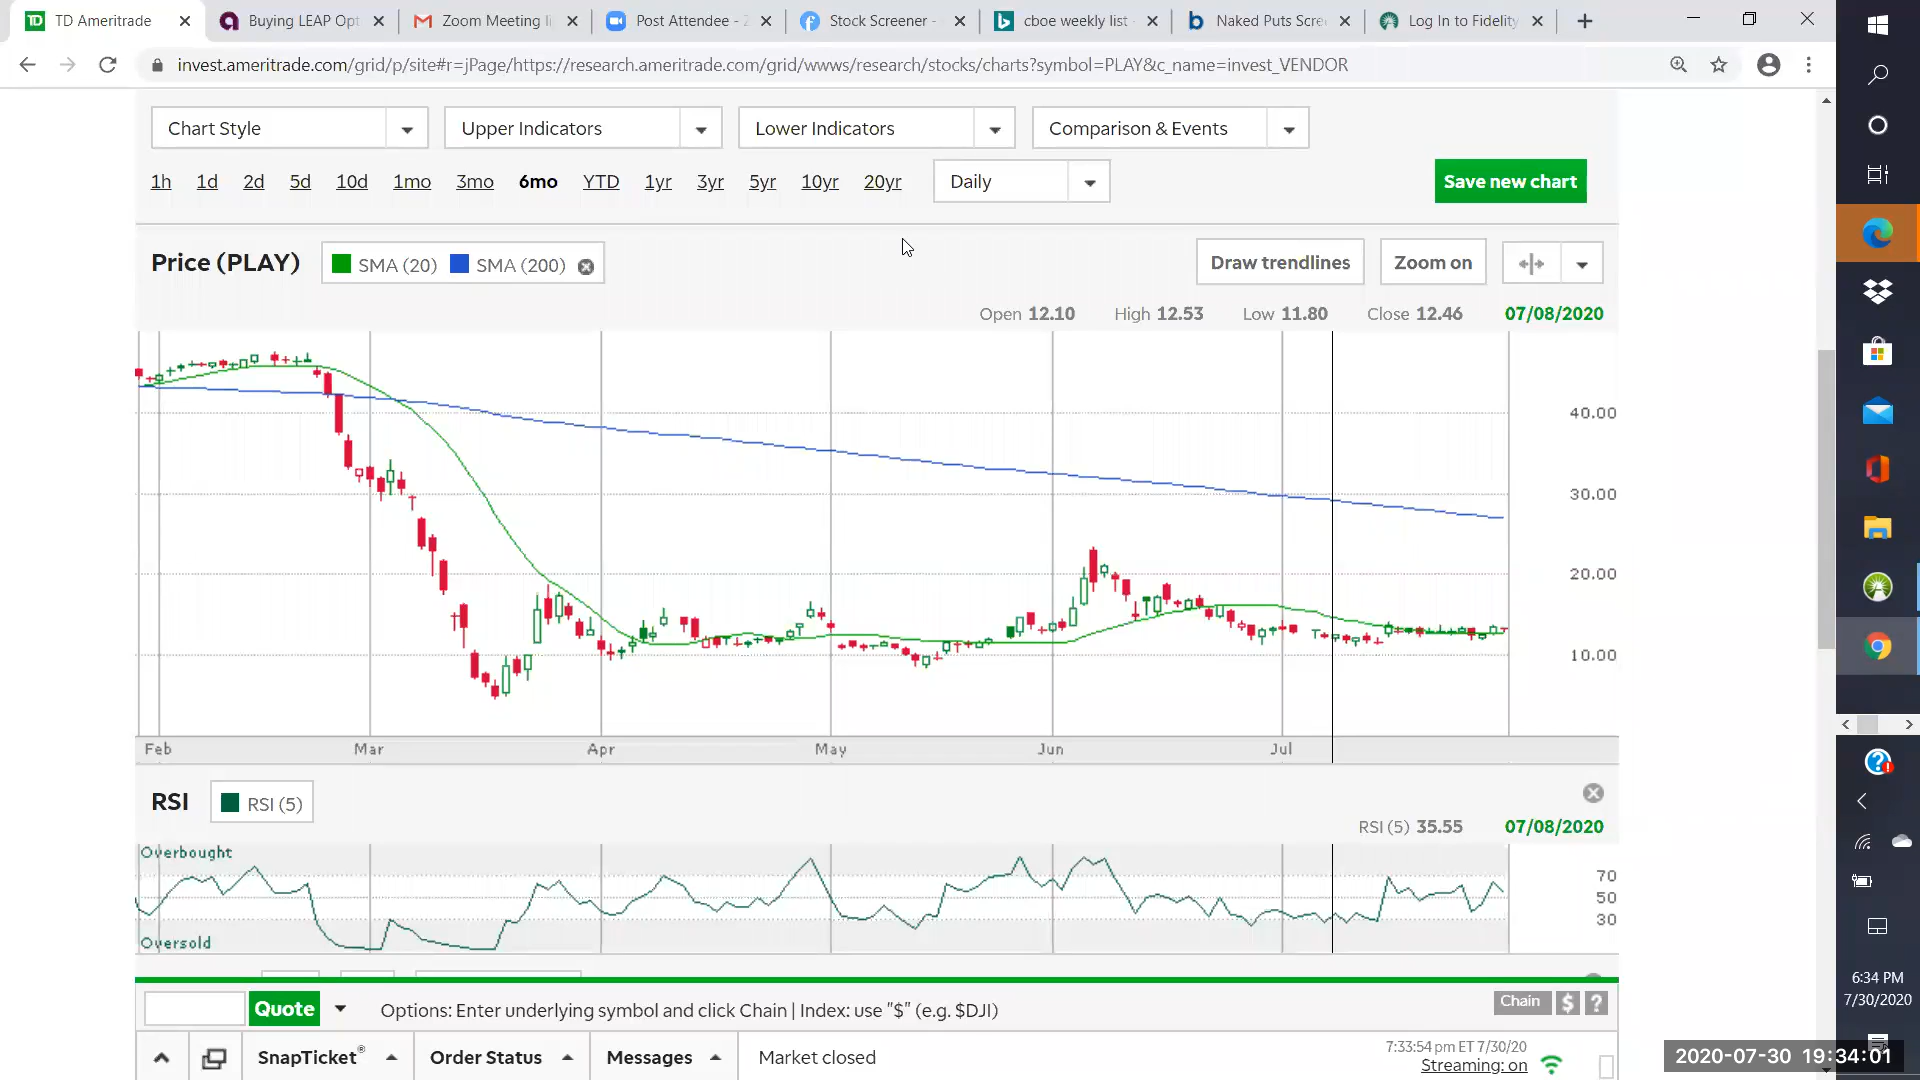 TD Ameritrade
Buying LEAP Opt
Zoom Meeting li
Post Attendee - Z
Stock Screener -
cboe weekly list -
Naked Puts Scre
Log In to Fidelity
invest.ameritrade.com/grid/p/site#r=jPage/https://research.ameritrade.com/grid/wwws/research/stocks/charts?symbol=PLAY&c_name=invest_VENDOR
Chart Style
Upper Indicators
Lower Indicators
Comparison & Events
1h 1d 2d 5d 10d 1mo 3mo 6mo YTD 1yr 3yr 5yr 10yr 20yr
Daily
Save new chart
Price (PLAY)
SMA (20) SMA (200)
Draw trendlines
Zoom on
Open 12.10 High 12.53 Low 11.80 Close 12.46 07/08/2020
40.00
30.00
20.00
10.00
Feb Mar Apr May Jun Jul
RSI
RSI (5)
RSI (5) 35.55 07/08/2020
Overbought
70
50
30
Oversold
Quote
Options: Enter underlying symbol and click Chain | Index: use "$" (e.g. $DJI)
Chain $ ?
SnapTicket®
Order Status
Messages
Market closed
7:33:54 pm ET 7/30/20
Streaming: on
6:34 PM
7/30/2020
2020-07-30 19:34:01